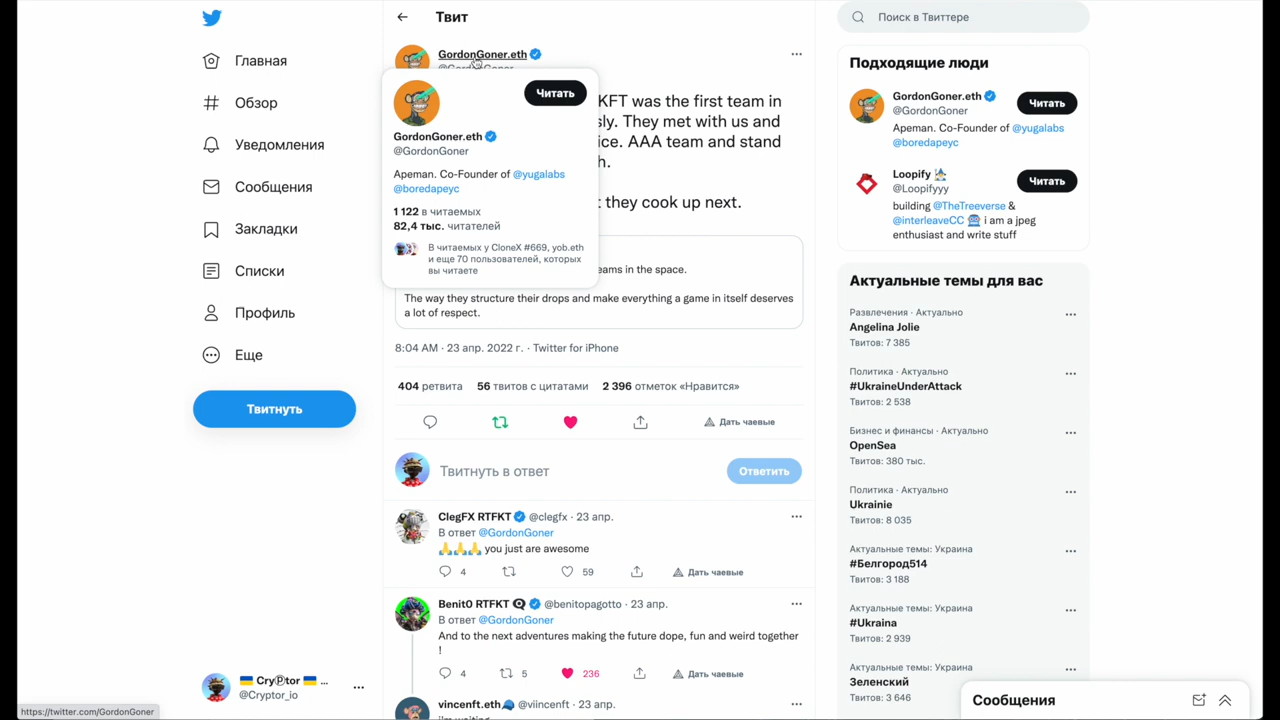 Главная
Обзор
Уведомления
Сообщения
Закладки
Списки
Профиль
Еще
Твитнуть
🇺🇦 CryⓅtor 🇺🇦 ...
@Cryptor_io
https://twitter.com/GordonGoner
Твит
GordonGoner.eth
@GordonGoner
Читать
GordonGoner.eth
@GordonGoner
Apeman. Co-Founder of @yugalabs
@boredapeyc
1 122 в читаемых
82,4 тыс. читателей
В читаемых у CloneX #669, yob.eth
и еще 70 пользователей, которых
вы читаете
KFT was the first team in
sly. They met with us and
ice. AAA team and stand
h.
t they cook up next.
eams in the space.
The way they structure their drops and make everything a game in itself deserves
a lot of respect.
8:04 AM · 23 апр. 2022 г. · Twitter for iPhone
404 ретвита 56 твитов с цитатами 2 396 отметок «Нравится»
Дать чаевые
Твитнуть в ответ
Ответить
ClegFX RTFKT @clegfx · 23 апр.
В ответ @GordonGoner
🙏🙏🙏 you just are awesome
4 59 Дать чаевые
Benit0 RTFKT @benitopagotto · 23 апр.
В ответ @GordonGoner
And to the next adventures making the future dope, fun and weird together
!
4 5 236 Дать чаевые
vincenft.eth🧢 @viincenft · 23 апр.
i'm waiting
Поиск в Твиттере
Подходящие люди
GordonGoner.eth
@GordonGoner
Читать
Apeman. Co-Founder of @yugalabs
@boredapeyc
Loopify
@Loopifyyy
Читать
building @TheTreeverse &
@interleaveCC i am a jpeg
enthusiast and write stuff
Актуальные темы для вас
Развлечения · Актуально
Angelina Jolie
Твитов: 7 385
Политика · Актуально
#UkraineUnderAttack
Твитов: 2 538
Бизнес и финансы · Актуально
OpenSea
Твитов: 380 тыс.
Политика · Актуально
Ukrainie
Твитов: 8 035
Актуальные темы: Украина
#Белгород514
Твитов: 3 188
Актуальные темы: Украина
#Ukraina
Твитов: 2 939
Актуальные темы: Украина
Зеленский
Твитов: 3 646
Сообщения